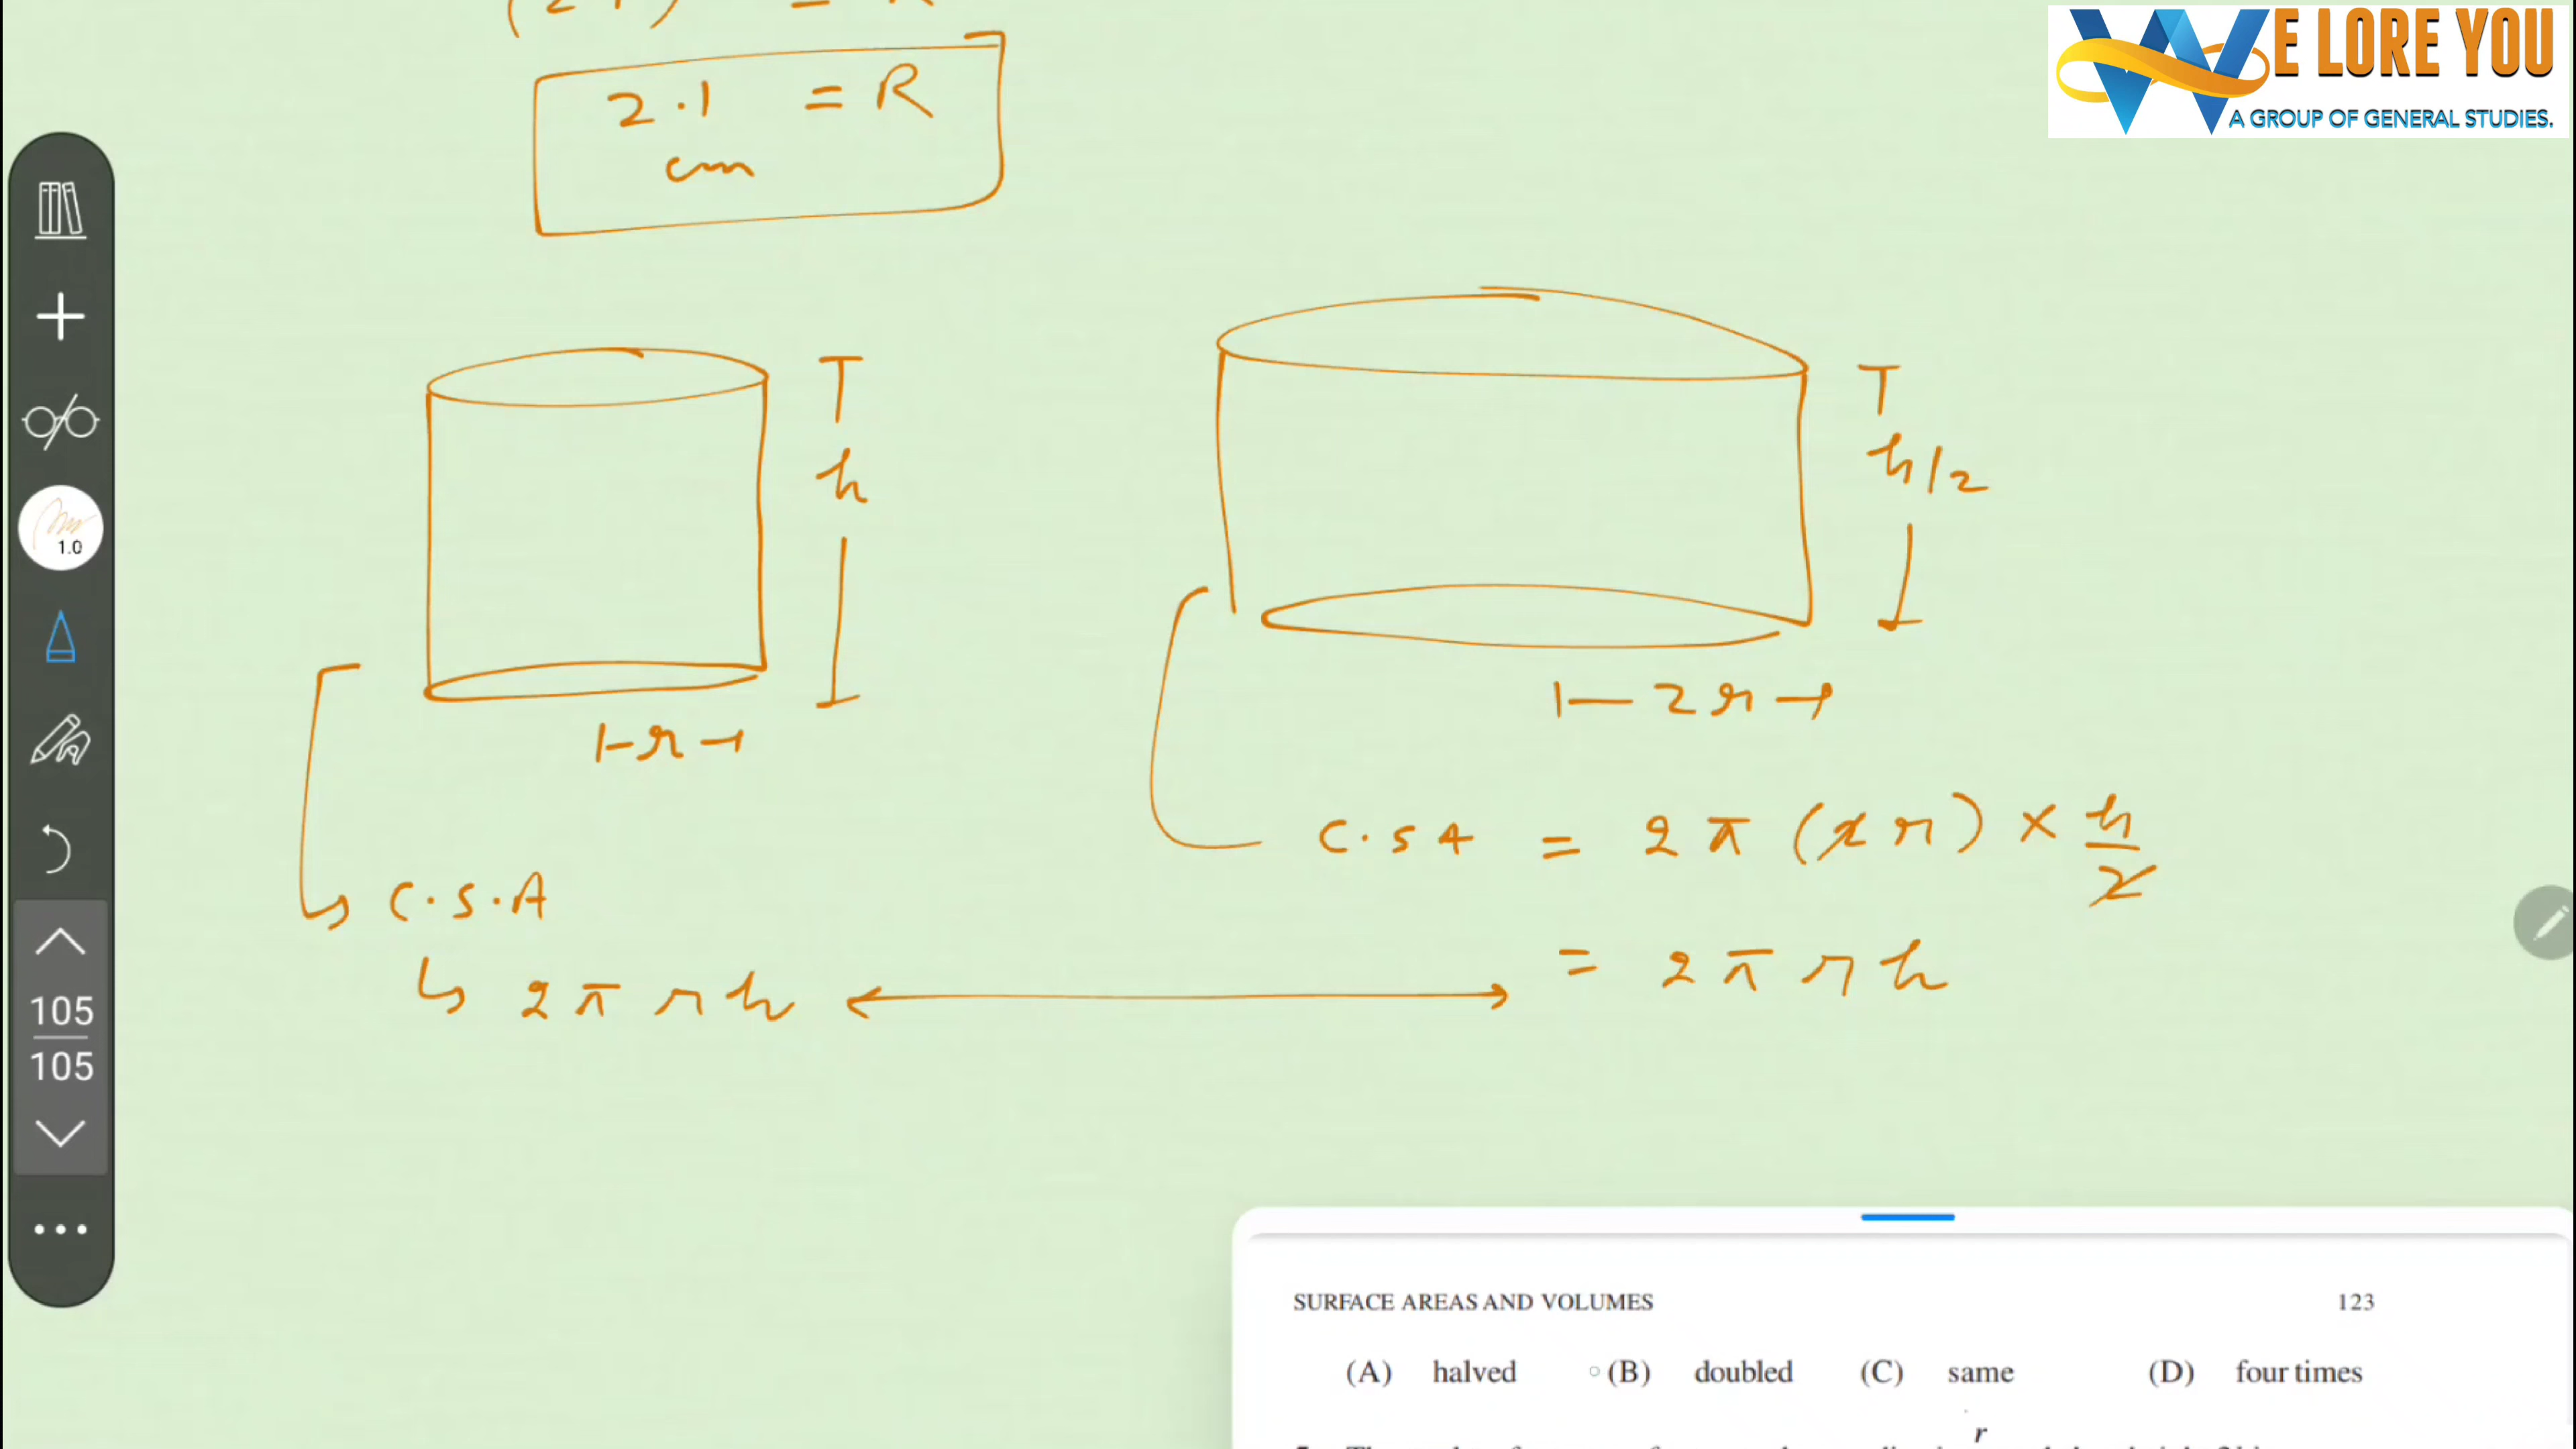 WE LORE YOU
A GROUP OF GENERAL STUDIES.
2.1 = R
cm
h
h/2
r
2r
C.S.A = 2π (2r) × h/2
C.S.A
= 2πrh
2πrh
1.0
105
105
SURFACE AREAS AND VOLUMES 123
(A) halved (B) doubled (C) same (D) four times
r